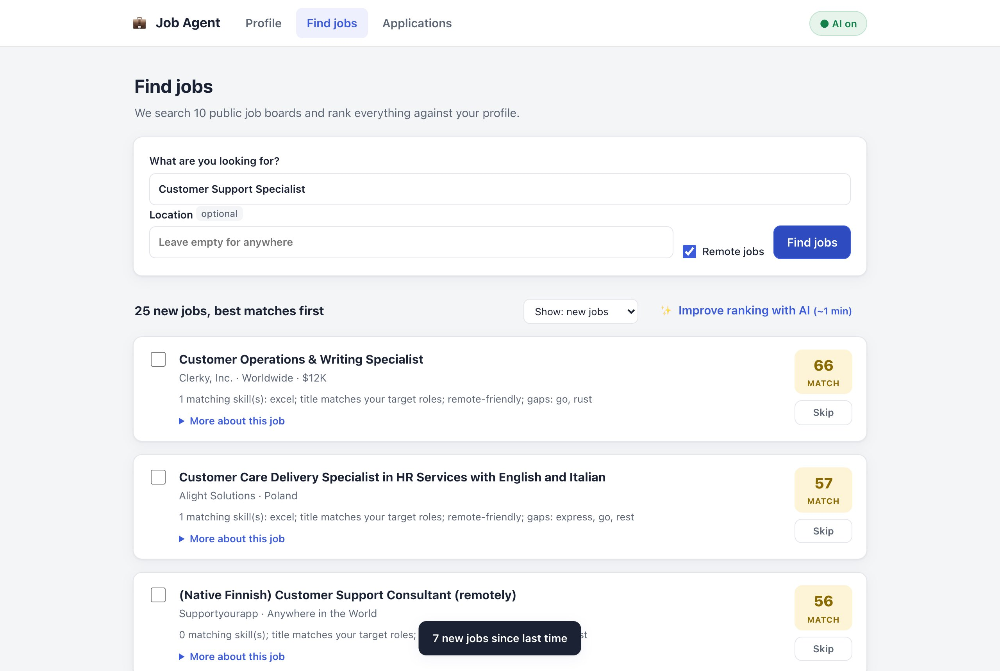 Job Agent Profile Find jobs Applications AI on
Find jobs
We search 10 public job boards and rank everything against your profile.
What are you looking for?
Customer Support Specialist
Location optional
Leave empty for anywhere
Remote jobs
Find jobs
25 new jobs, best matches first
Show: new jobs
Improve ranking with AI (~1 min)
Customer Operations & Writing Specialist
Clerky, Inc. · Worldwide · $12K
1 matching skill(s): excel; title matches your target roles; remote-friendly; gaps: go, rust
More about this job
66
MATCH
Skip
Customer Care Delivery Specialist in HR Services with English and Italian
Alight Solutions · Poland
1 matching skill(s): excel; title matches your target roles; remote-friendly; gaps: express, go, rest
More about this job
57
MATCH
Skip
(Native Finnish) Customer Support Consultant (remotely)
Supportyourapp · Anywhere in the World
0 matching skill(s); title matches your target roles;
More about this job
56
MATCH
Skip
7 new jobs since last time